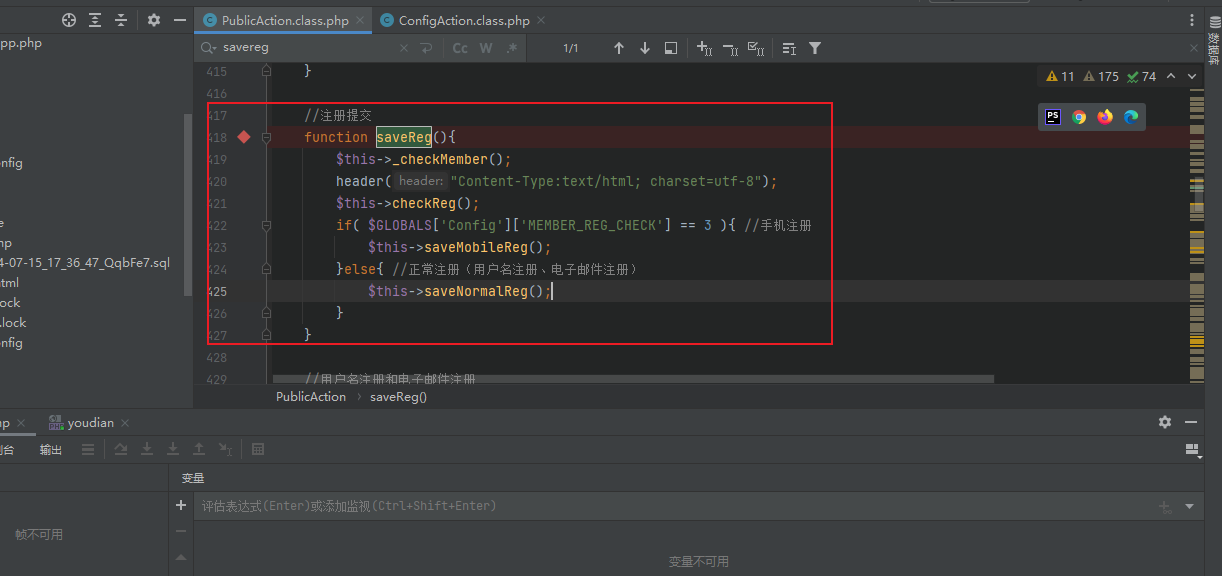 PublicAction.class.php
ConfigAction.class.php
pp.php
savereg
Cc W .*
1/1
数据库
11 175 74
415 }
416
417 //注册提交
418 function saveReg(){
419 $this->_checkMember();
420 header( header: "Content-Type:text/html; charset=utf-8");
421 $this->checkReg();
422 if( $GLOBALS['Config']['MEMBER_REG_CHECK'] == 3 ){ //手机注册
423 $this->saveMobileReg();
424 }else{ //正常注册（用户名注册、电子邮件注册）
425 $this->saveNormalReg();
426 }
427 }
428
429 //用户名注册和电子邮件注册
PS
nfig
e
np
4-07-15_17_36_47_QqbFe7.sql
tml
ock
.lock
nfig
PublicAction › saveReg()
np
youdian
台
输出
变量
评估表达式(Enter)或添加监视(Ctrl+Shift+Enter)
帧不可用
变量不可用